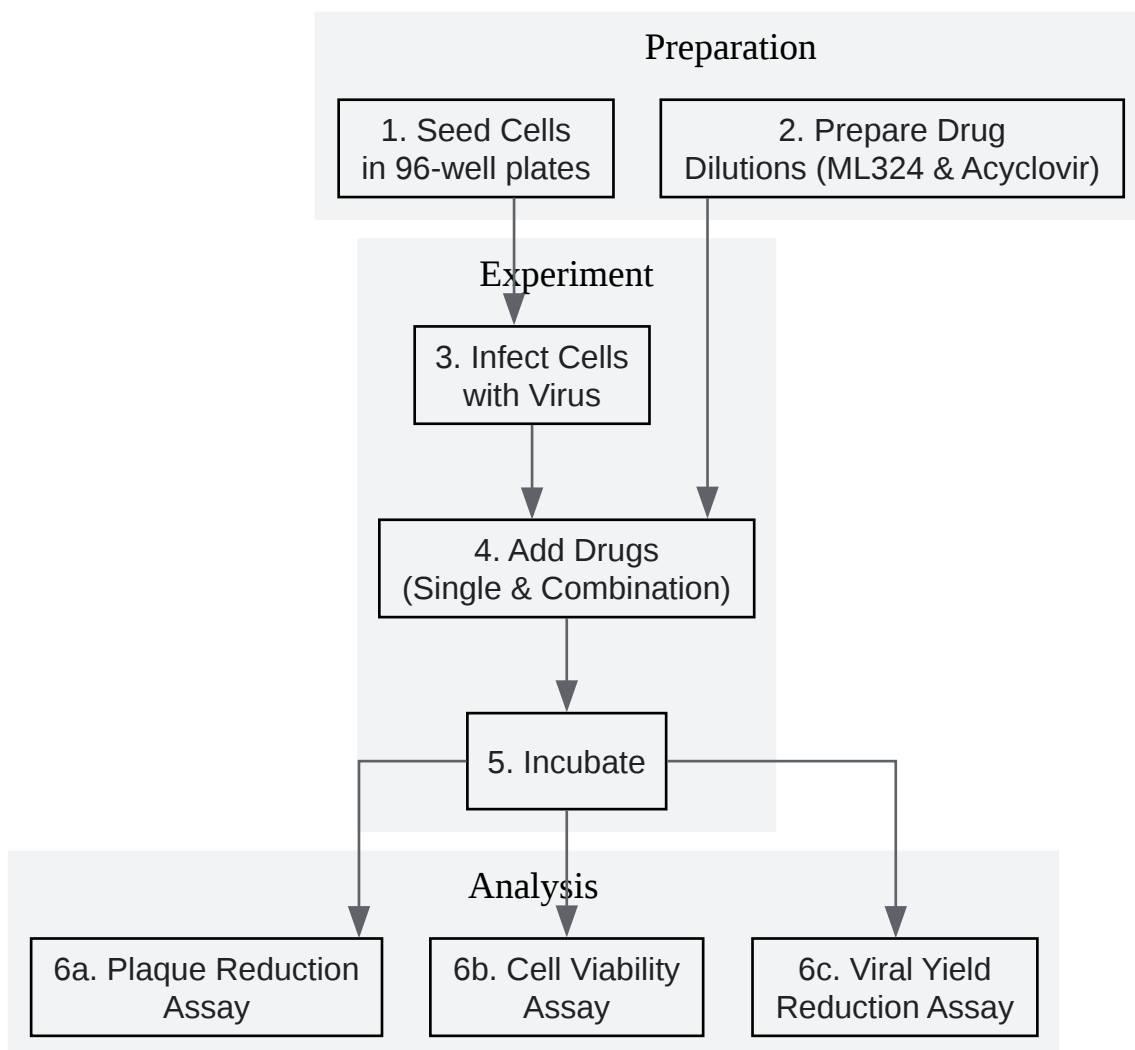 Preparation
1. Seed Cells
in 96-well plates
2. Prepare Drug
Dilutions (ML324 & Acyclovir)
Experiment
3. Infect Cells
with Virus
4. Add Drugs
(Single & Combination)
5. Incubate
Analysis
6a. Plaque Reduction
Assay
6b. Cell Viability
Assay
6c. Viral Yield
Reduction Assay